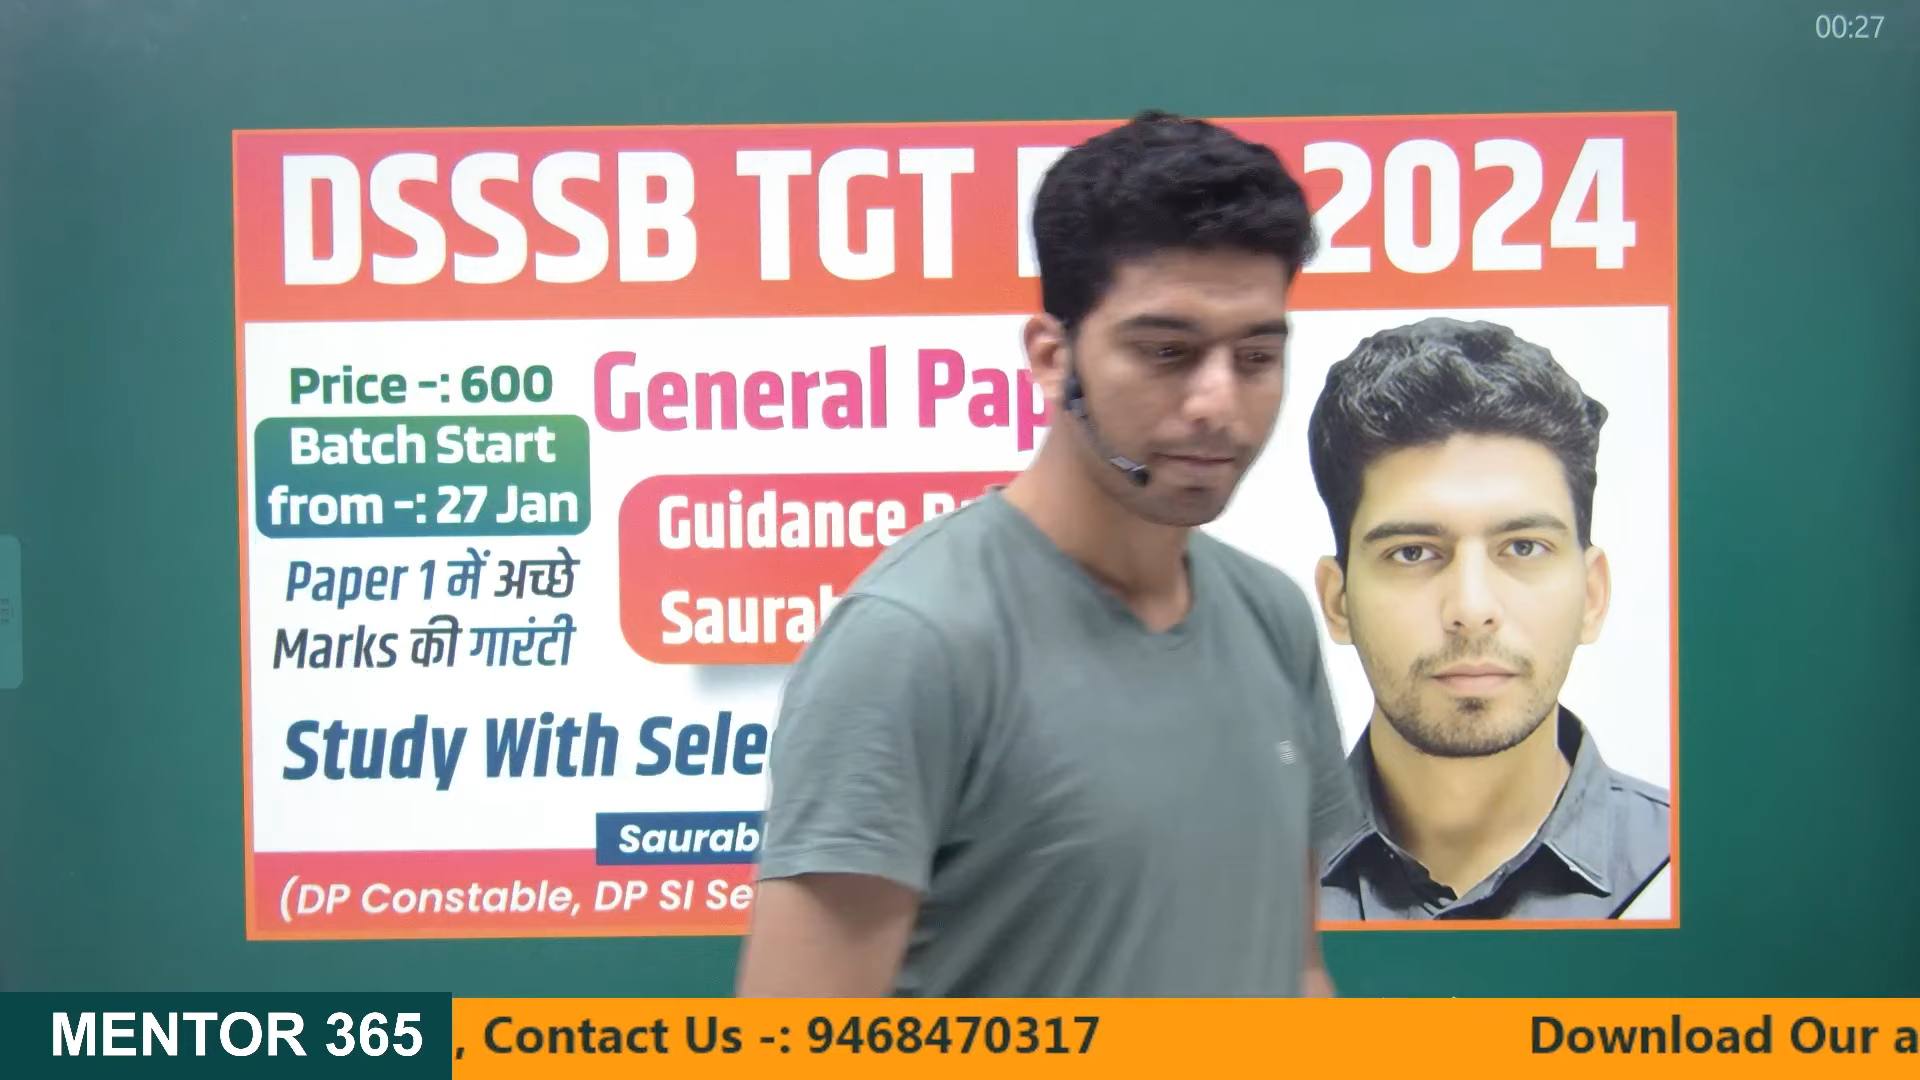 00:27
DSSSB TGT 2024
Price -: 600
General Pap
Batch Start
from -: 27 Jan
Guidance
Paper 1 में अच्छे
Marks की गारंटी
Saurab
Study With Sele
Saurab
(DP Constable, DP SI Se
MENTOR 365
, Contact Us -: 9468470317
Download Our a